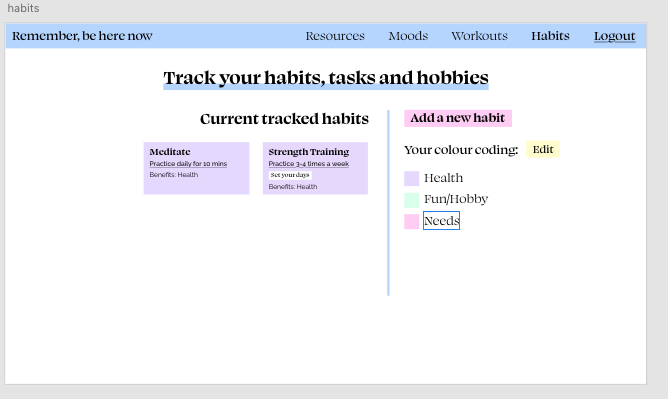 habits
Remember, be here now
Resources
Moods
Workouts
Habits
Logout
Track your habits, tasks and hobbies
Current tracked habits
Meditate
Practice daily for 10 mins
Benefits: Health
Strength Training
Practice 3-4 times a week
Set your days
Benefits: Health
Add a new habit
Your colour coding:
Edit
Health
Fun/Hobby
Needs